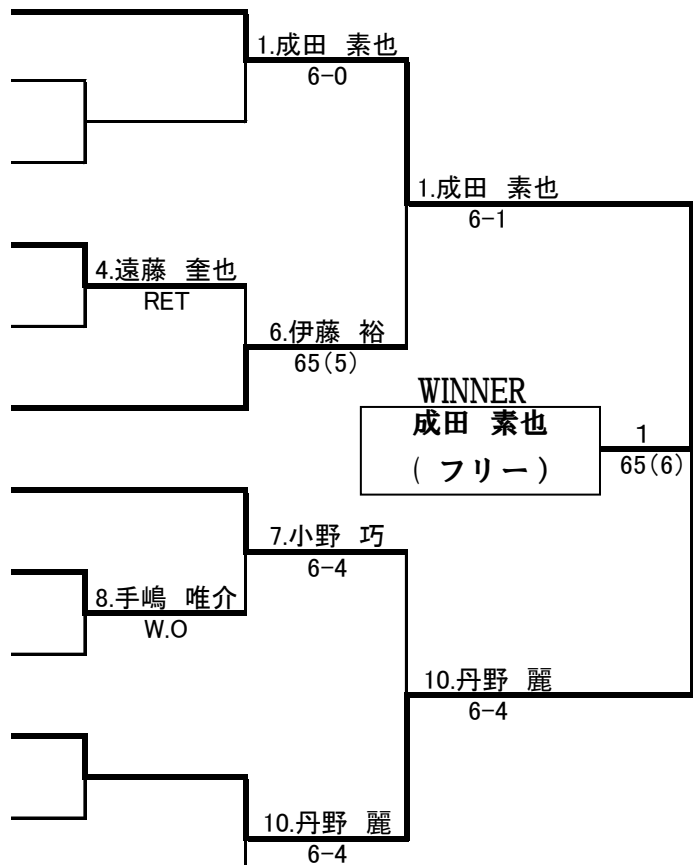 1.成田 素也
6-0
1.成田 素也
6-1
4.遠藤 奎也
RET
6.伊藤 裕
65(5)
WINNER
成田 素也
( フリー )
1
65(6)
7.小野 巧
6-4
8.手嶋 唯介
W.O
10.丹野 麗
6-4
10.丹野 麗
6-4